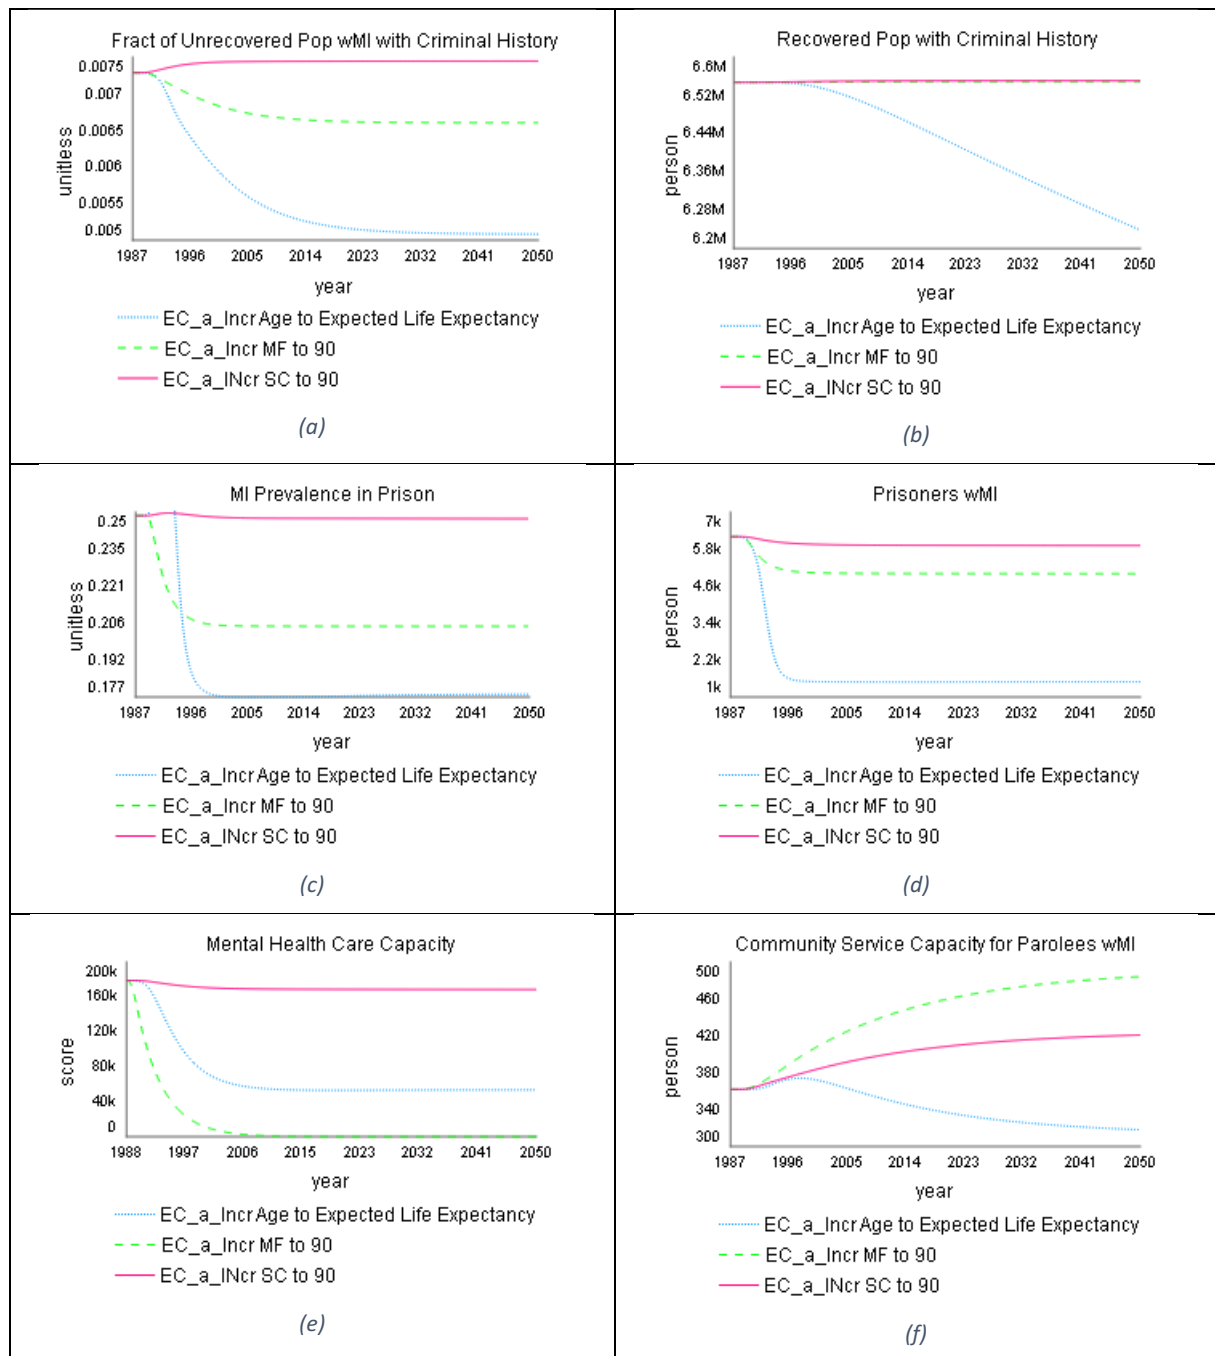 Fract of Unrecovered Pop wMI with Criminal History
0.0075
0.007
0.0065
0.006
0.0055
0.005
unitless
1987 1996 2005 2014 2023 2032 2041 2050
year
EC_a_Incr Age to Expected Life Expectancy
EC_a_Incr MF to 90
EC_a_INcr SC to 90
(a)
Recovered Pop with Criminal History
6.6M
6.52M
6.44M
6.36M
6.28M
6.2M
person
1987 1996 2005 2014 2023 2032 2041 2050
year
EC_a_Incr Age to Expected Life Expectancy
EC_a_Incr MF to 90
EC_a_INcr SC to 90
(b)
MI Prevalence in Prison
0.25
0.235
0.221
0.206
0.192
0.177
unitless
1987 1996 2005 2014 2023 2032 2041 2050
year
EC_a_Incr Age to Expected Life Expectancy
EC_a_Incr MF to 90
EC_a_INcr SC to 90
(c)
Prisoners wMI
7k
5.8k
4.6k
3.4k
2.2k
1k
person
1987 1996 2005 2014 2023 2032 2041 2050
year
EC_a_Incr Age to Expected Life Expectancy
EC_a_Incr MF to 90
EC_a_INcr SC to 90
(d)
Mental Health Care Capacity
200k
160k
120k
80k
40k
0
score
1988 1997 2006 2015 2024 2032 2041 2050
year
EC_a_Incr Age to Expected Life Expectancy
EC_a_Incr MF to 90
EC_a_INcr SC to 90
(e)
Community Service Capacity for Parolees wMI
500
460
420
380
340
300
person
1987 1996 2005 2014 2023 2032 2041 2050
year
EC_a_Incr Age to Expected Life Expectancy
EC_a_Incr MF to 90
EC_a_INcr SC to 90
(f)